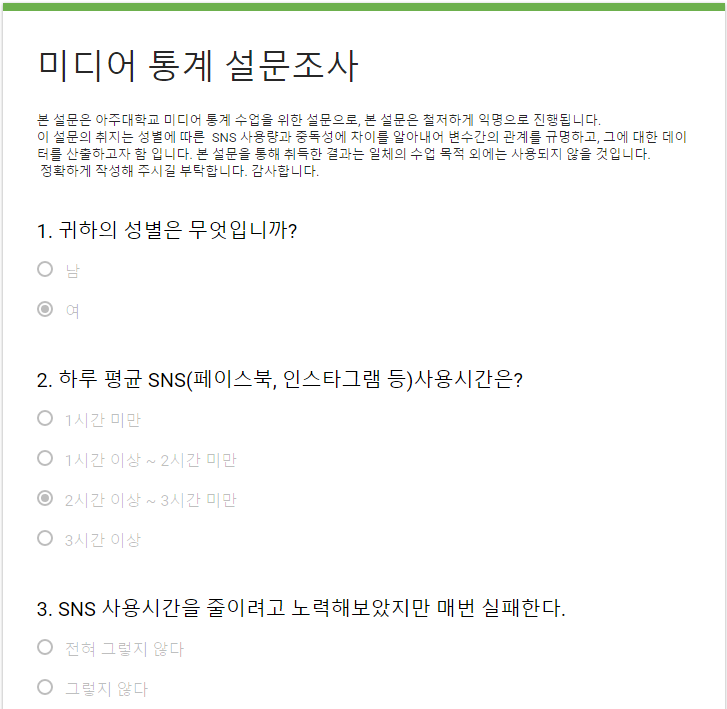 미디어 통계 설문조사
본 설문은 아주대학교 미디어 통계 수업을 위한 설문으로, 본 설문은 철저하게 익명으로 진행됩니다.
이 설문의 취지는 성별에 따른 SNS 사용량과 중독성에 차이를 알아내어 변수간의 관계를 규명하고, 그에 대한 데이
터를 산출하고자 함 입니다. 본 설문을 통해 취득한 결과는 일체의 수업 목적 외에는 사용되지 않을 것입니다.
정확하게 작성해 주시길 부탁합니다. 감사합니다.
1. 귀하의 성별은 무엇입니까?
남
여
2. 하루 평균 SNS(페이스북, 인스타그램 등)사용시간은?
1시간 미만
1시간 이상 ~ 2시간 미만
2시간 이상 ~ 3시간 미만
3시간 이상
3. SNS 사용시간을 줄이려고 노력해보았지만 매번 실패한다.
전혀 그렇지 않다
그렇지 않다